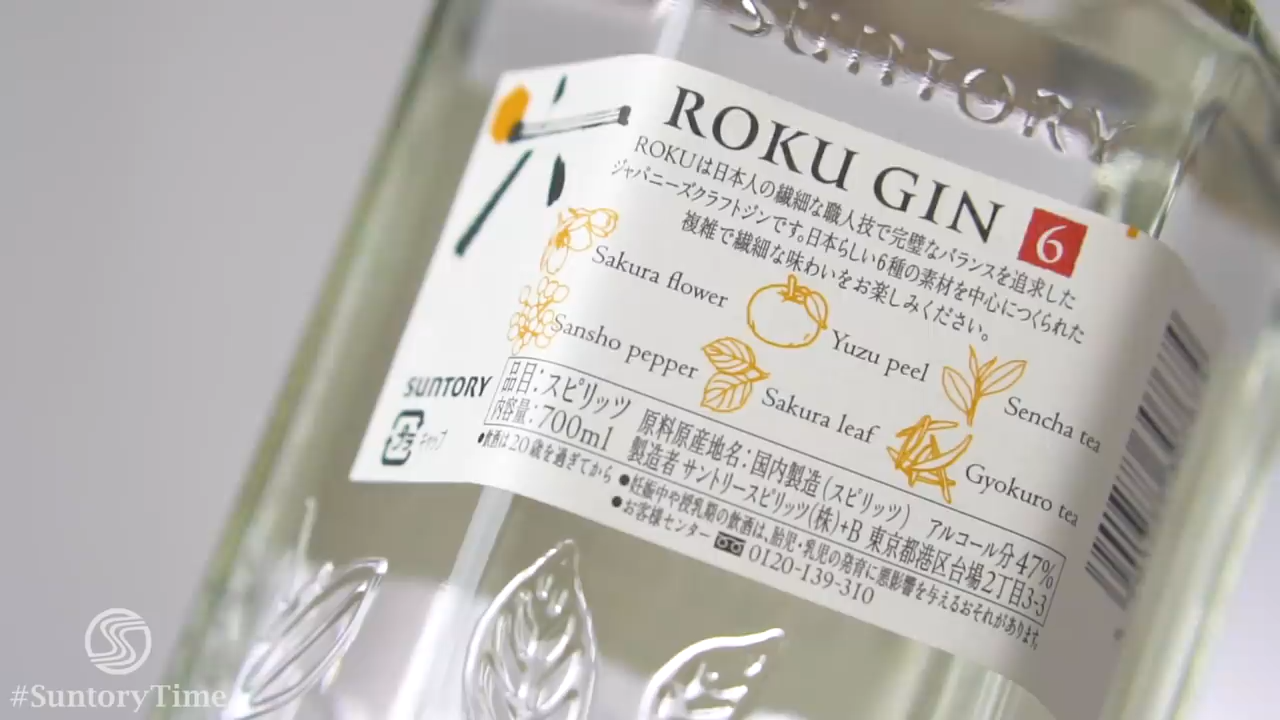 SUNTORY
六
ROKU GIN 6
ROKUは日本人の繊細な職人技で完璧なバランスを追求した
ジャパニーズクラフトジンです。日本らしい6種の素材を中心につくられた
複雑で繊細な味わいをお楽しみください。
Sakura flower
Yuzu peel
Sencha tea
Sansho pepper
Sakura leaf
Gyokuro tea
SUNTORY
プラ キャップ
品目：スピリッツ 原料原産地名：国内製造(スピリッツ) アルコール分47%
内容量：700ml 製造者 サントリースピリッツ(株)+B 東京都港区台場2丁目3-3
●飲酒は20歳を過ぎてから ●妊娠中や授乳期の飲酒は、胎児・乳児の発育に悪影響を与えるおそれがあります。
●お客様センター 0120-139-310
#SuntoryTime